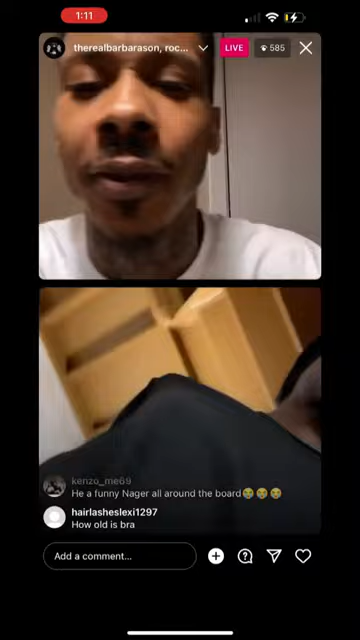 1:11
therealbarbarason, roc...
LIVE
585
kenzo_me69
He a funny Nager all around the board😭😭😭
hairlasheslexi1297
How old is bra
Add a comment...